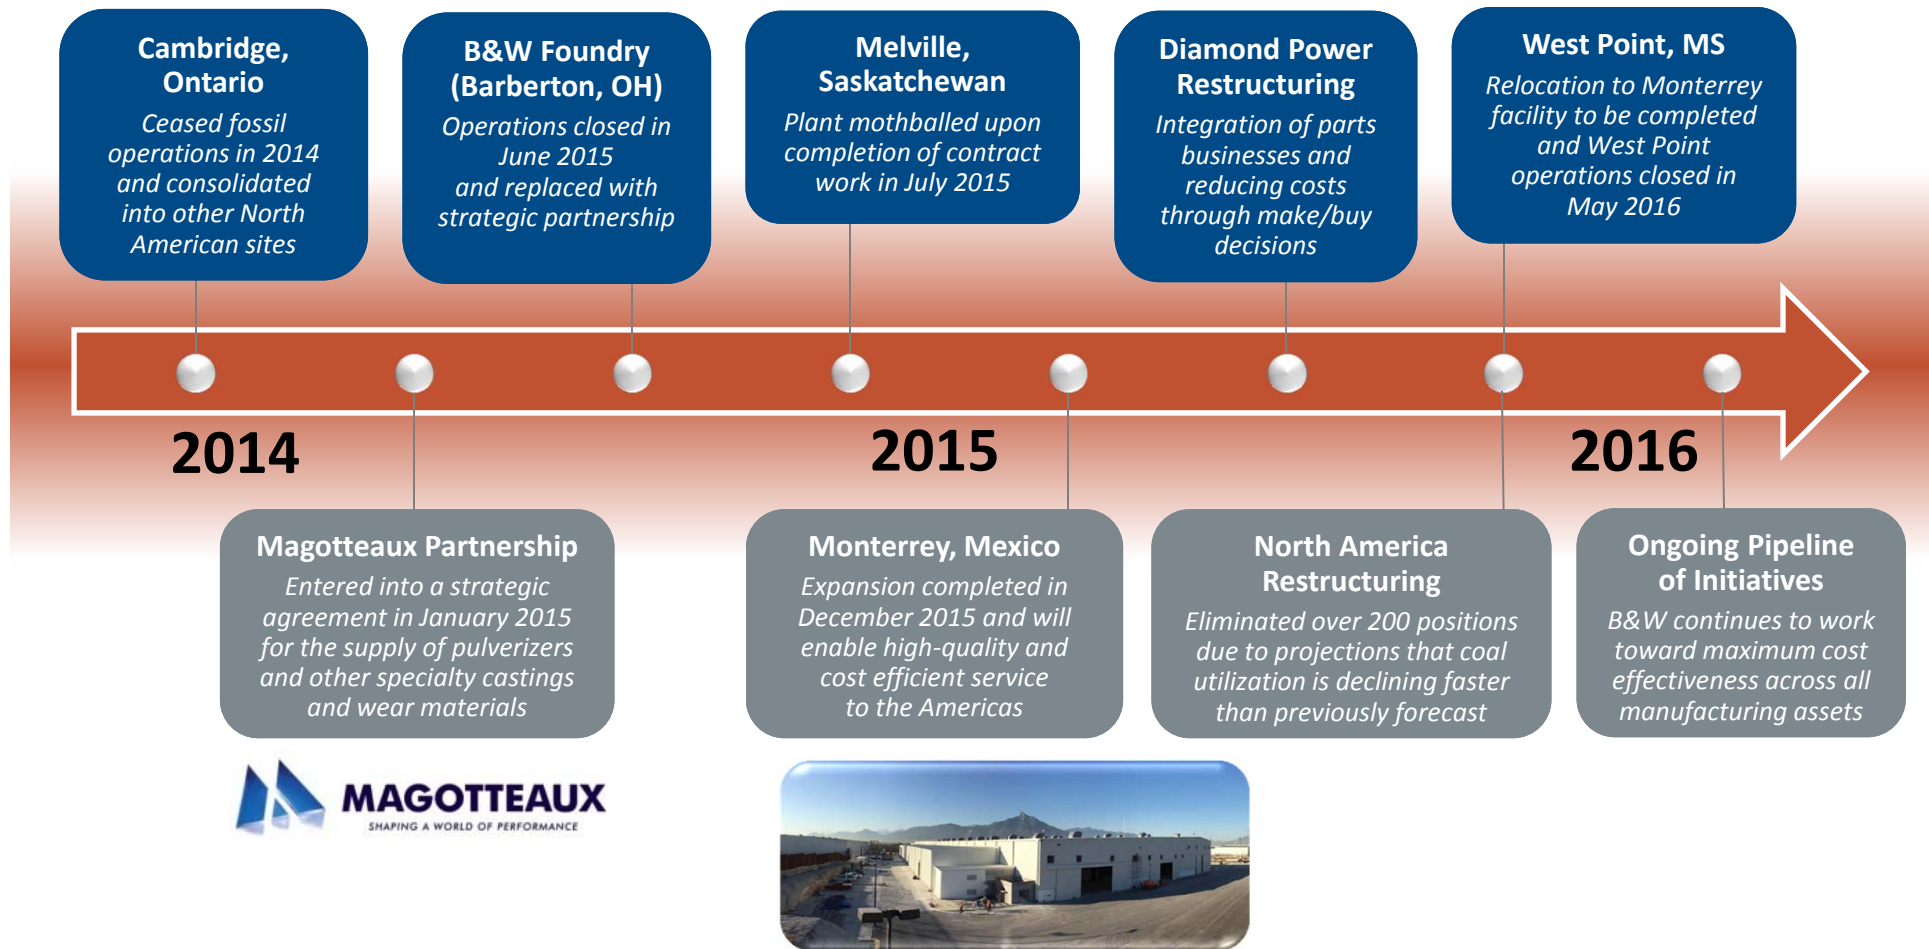 Cambridge,
Ontario
Ceased fossil
operations in 2014
and consolidated
into other North
American sites
B&W Foundry
(Barberton, OH)
Operations closed in
June 2015
and replaced with
strategic partnership
Melville,
Saskatchewan
Plant mothballed upon
completion of contract
work in July 2015
Diamond Power
Restructuring
Integration of parts
businesses and
reducing costs
through make/buy
decisions
West Point, MS
Relocation to Monterrey
facility to be completed
and West Point
operations closed in
May 2016
2014
2015
2016
Magotteaux Partnership
Entered into a strategic
agreement in January 2015
for the supply of pulverizers
and other specialty castings
and wear materials
Monterrey, Mexico
Expansion completed in
December 2015 and will
enable high-quality and
cost efficient service
to the Americas
North America
Restructuring
Eliminated over 200 positions
due to projections that coal
utilization is declining faster
than previously forecast
Ongoing Pipeline
of Initiatives
B&W continues to work
toward maximum cost
effectiveness across all
manufacturing assets
MAGOTTEAUX
SHAPING A WORLD OF PERFORMANCE